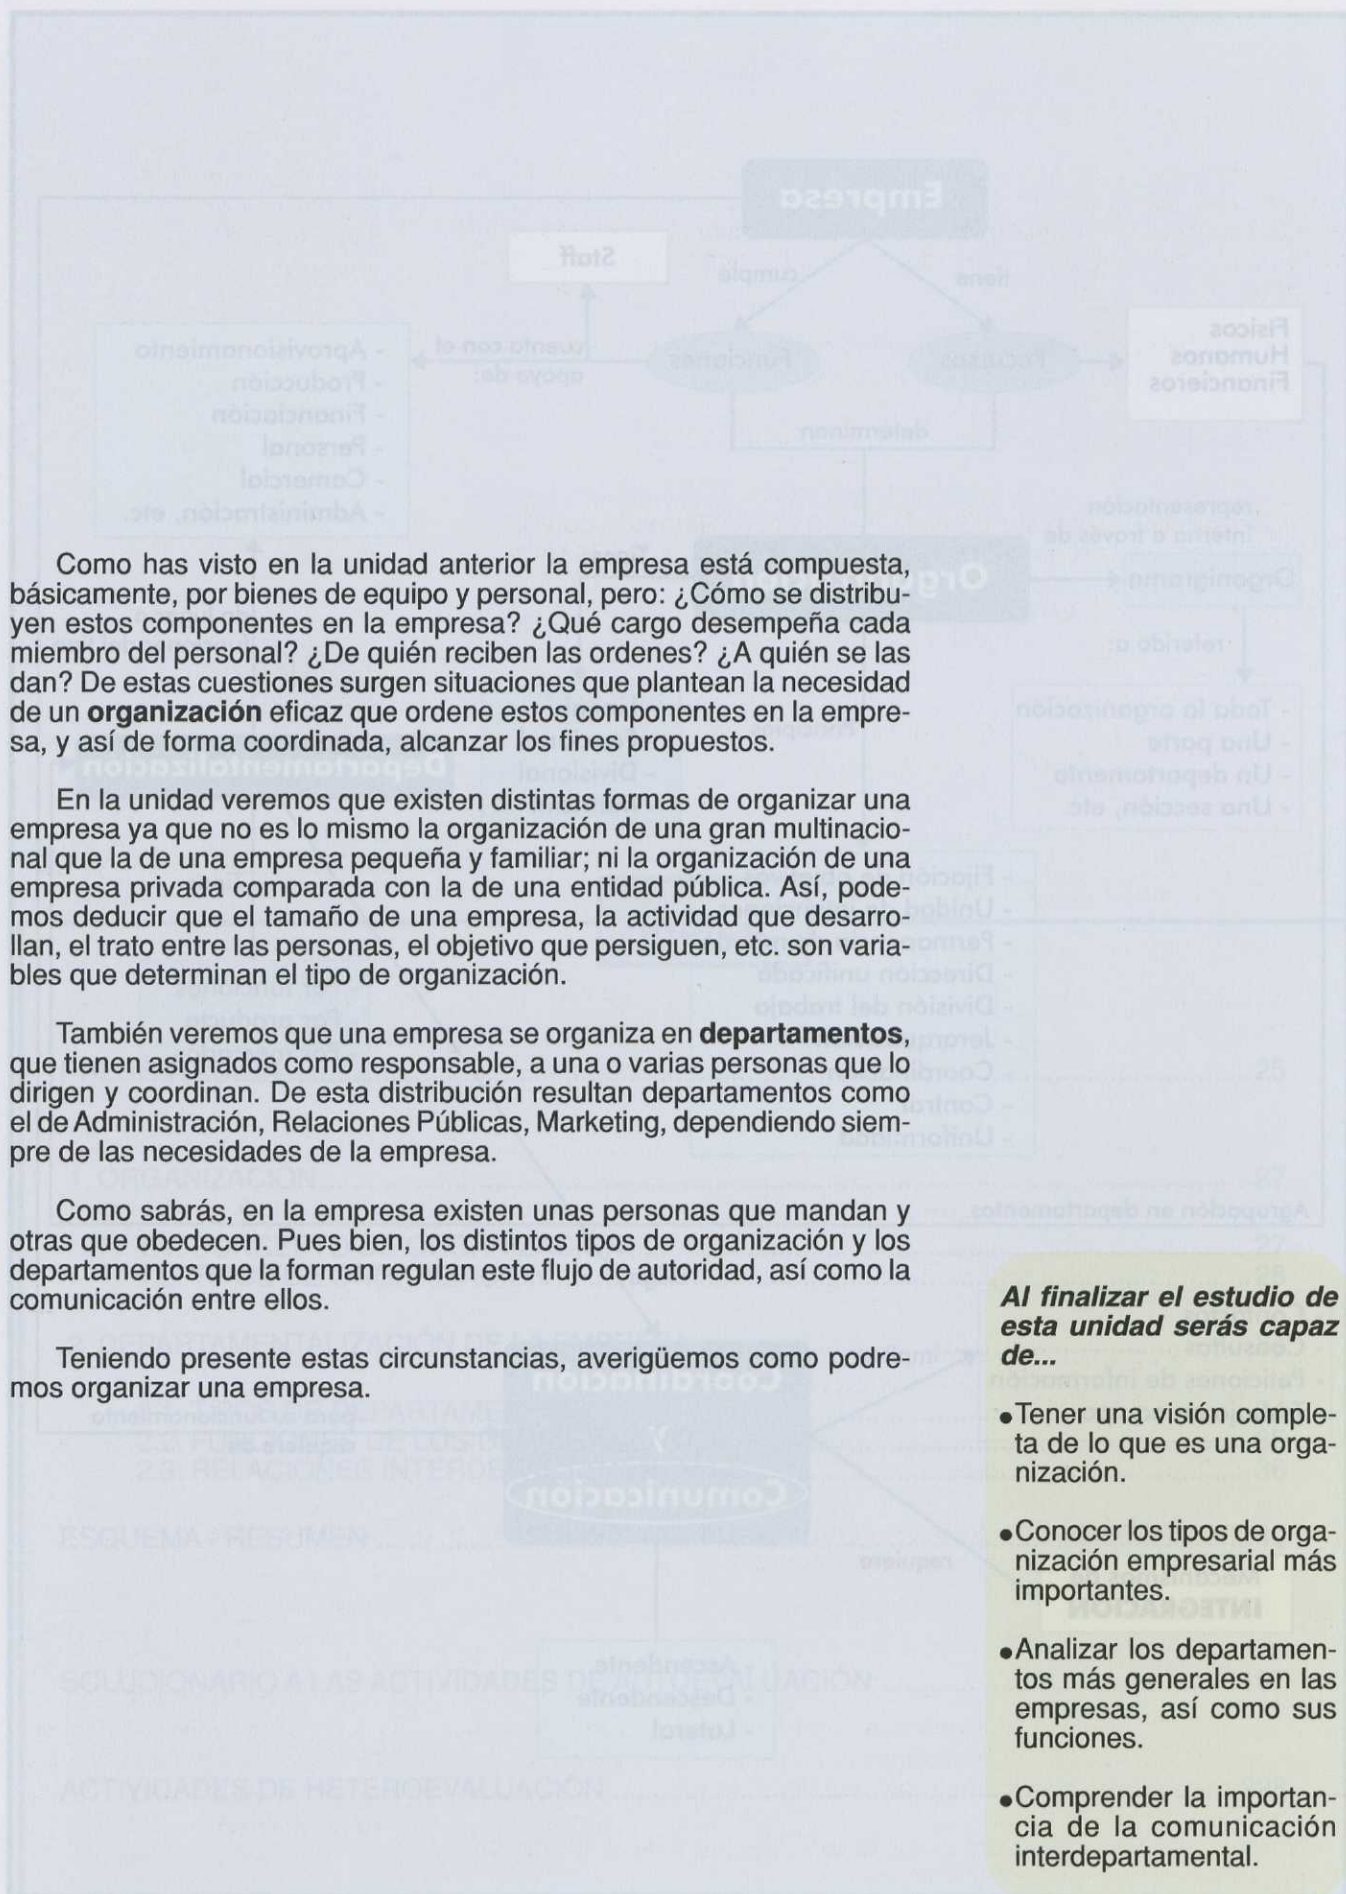 Como has visto en la unidad anterior la empresa está compuesta,
básicamente, por bienes de equipo y personal, pero: ¿Cómo se distribu-
yen estos componentes en la empresa? ¿Qué cargo desempeña cada
miembro del personal? ¿De quién reciben las ordenes? ¿A quién se las
dan? De estas cuestiones surgen situaciones que plantean la necesidad
de un organización eficaz que ordene estos componentes en la empre-
sa, y así de forma coordinada, alcanzar los fines propuestos.
En la unidad veremos que existen distintas formas de organizar una
empresa ya que no es lo mismo la organización de una gran multinacio-
nal que la de una empresa pequeña y familiar; ni la organización de una
empresa privada comparada con la de una entidad pública. Así, pode-
mos deducir que el tamaño de una empresa, la actividad que desarro-
llan, el trato entre las personas, el objetivo que persiguen, etc. son varia-
bles que determinan el tipo de organización.
También veremos que una empresa se organiza en departamentos,
que tienen asignados como responsable, a una o varias personas que lo
dirigen y coordinan. De esta distribución resultan departamentos como
el de Administración, Relaciones Públicas, Marketing, dependiendo siem-
pre de las necesidades de la empresa.
Como sabrás, en la empresa existen unas personas que mandan y
otras que obedecen. Pues bien, los distintos tipos de organización y los
departamentos que la forman regulan este flujo de autoridad, así como la
comunicación entre ellos.
Teniendo presente estas circunstancias, averigüemos como podre-
mos organizar una empresa.
Al finalizar el estudio de
esta unidad serás capaz
de...
●Tener una visión comple-
ta de lo que es una orga-
nización.
●Conocer los tipos de orga-
nización empresarial más
importantes.
●Analizar los departamen-
tos más generales en las
empresas, así como sus
funciones.
●Comprender la importan-
cia de la comunicación
interdepartamental.